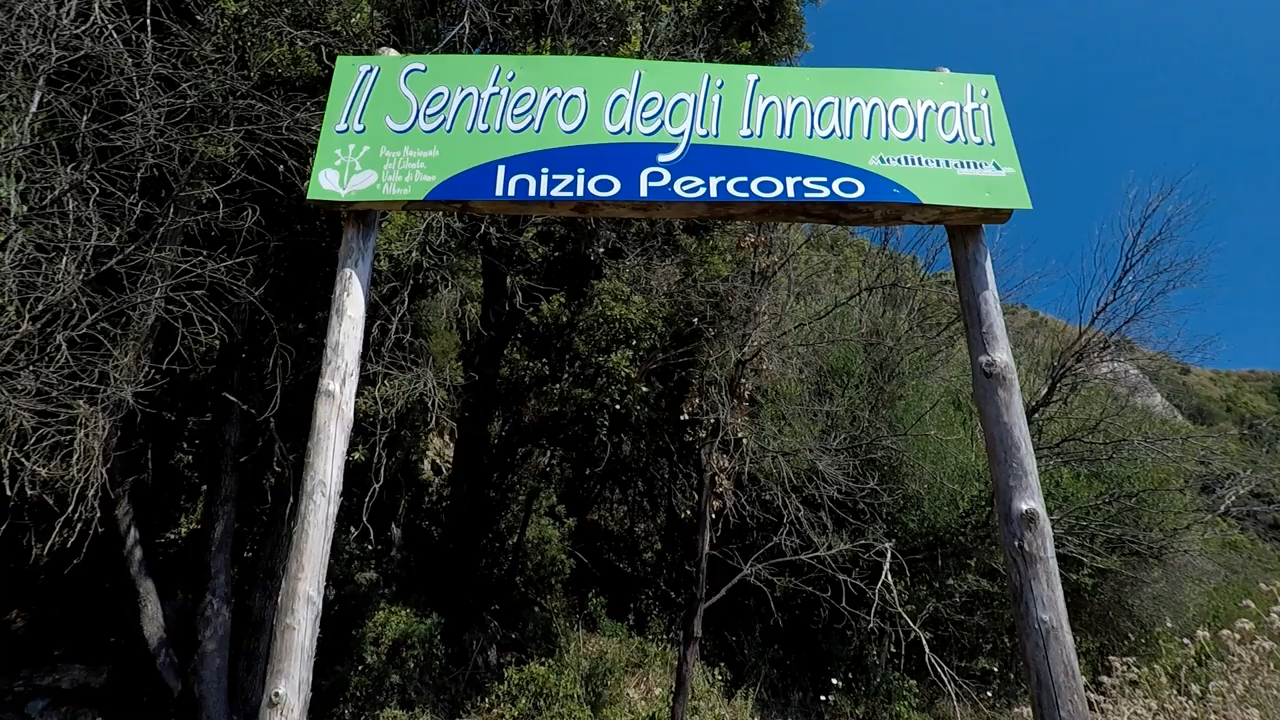 Il Sentiero degli Innamorati
Parco Nazionale
del Cilento,
Vallo di Diano
e Alburni
MediterraneA
Inizio Percorso